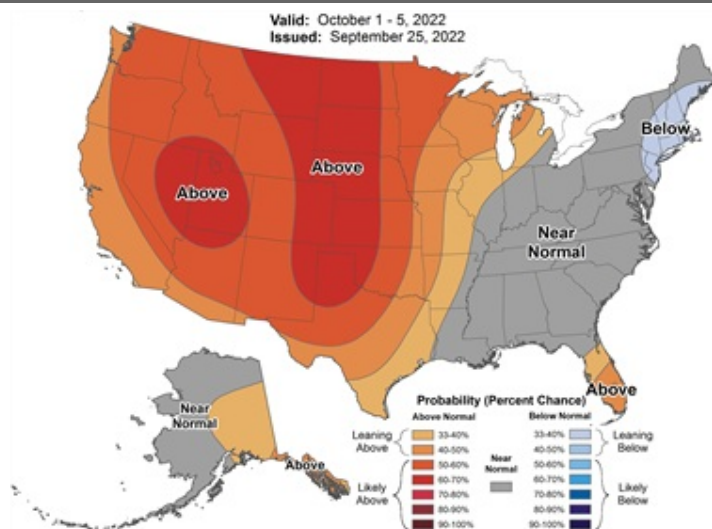 Valid: October 1 - 5, 2022
Issued: September 25, 2022
Below
Above
Above
Near
Normal
Above
Near
Normal
Above
Probability (Percent Chance)
Above Normal
Below Normal
Leaning
Above
33-40%
40-50%
Likely
Above
50-60%
60-70%
70-80%
80-90%
90-100%
Near
Normal
33-40%
40-50%
Leaning
Below
50-60%
60-70%
70-80%
80-90%
90-100%
Likely
Below